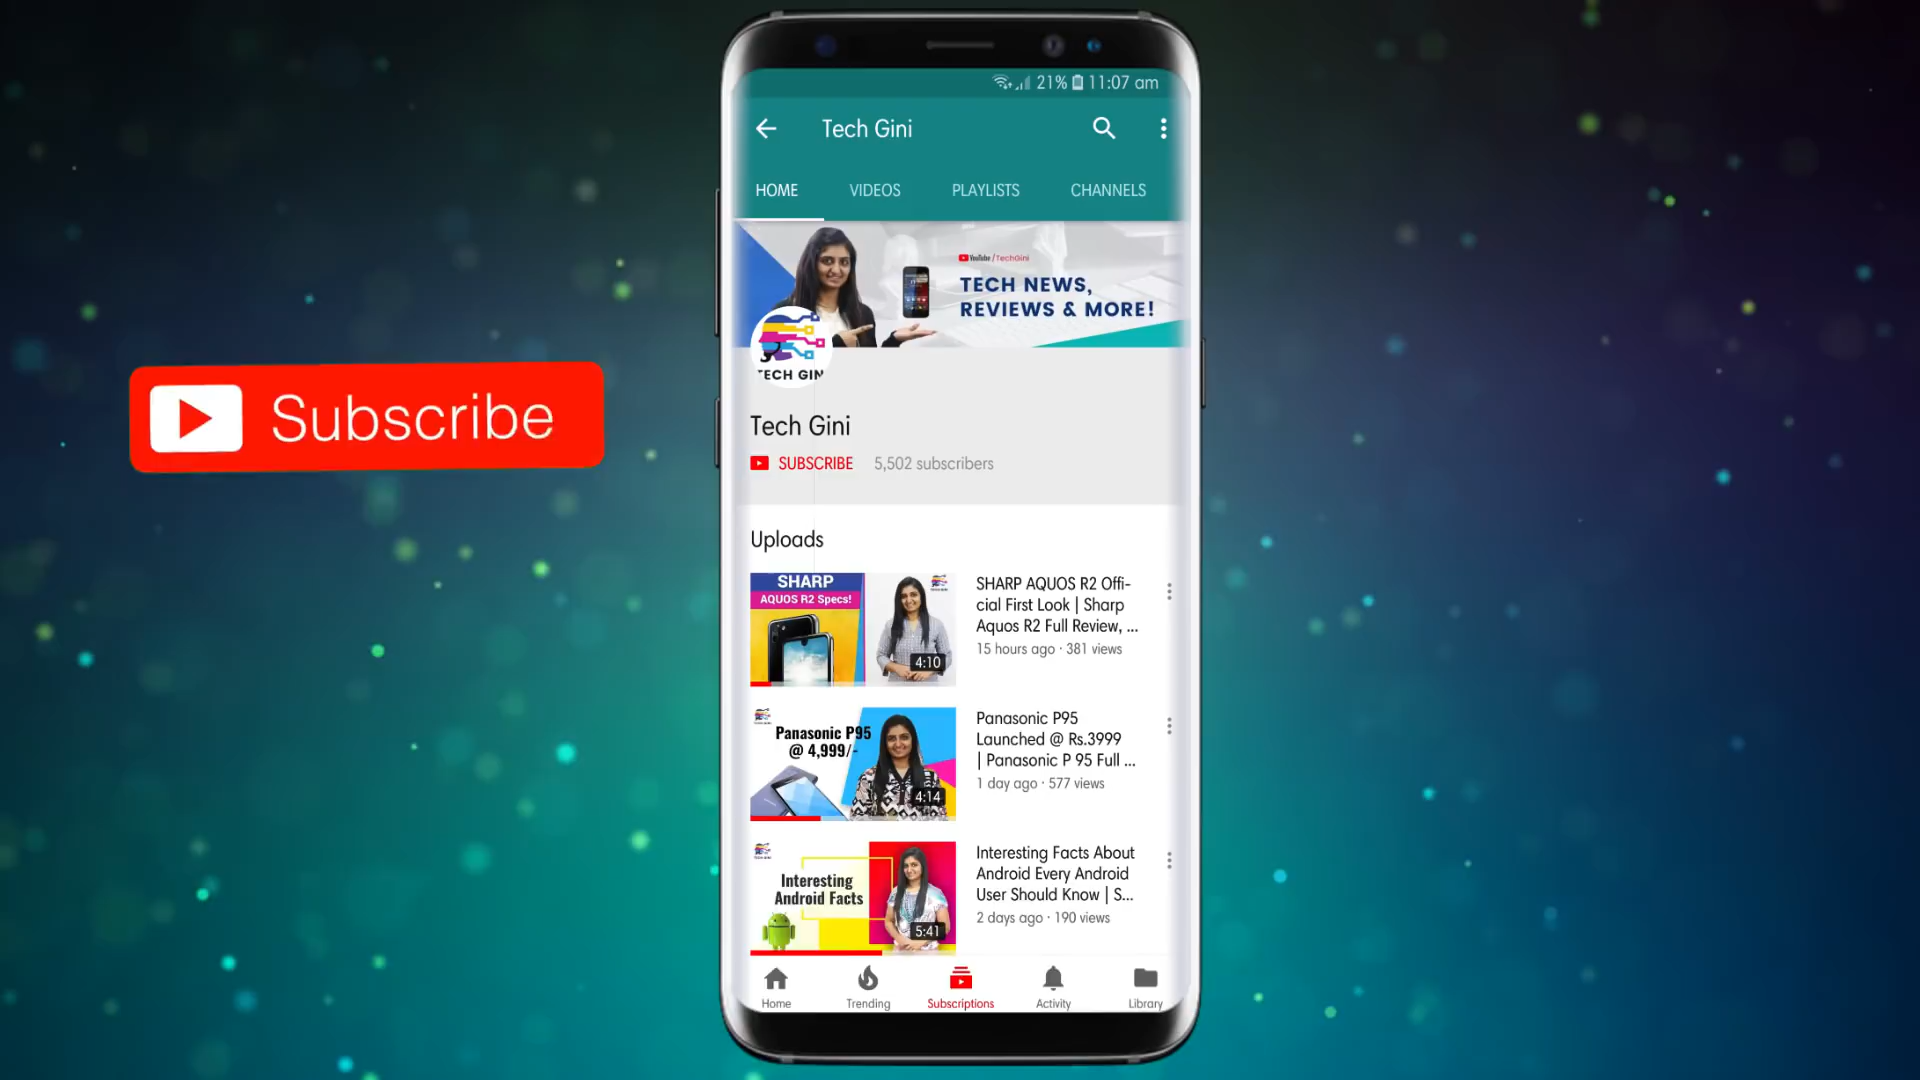 21% 11:07 am
Tech Gini
HOME VIDEOS PLAYLISTS CHANNELS
YouTube /TechGini
TECH NEWS,
REVIEWS & MORE!
TECH GIN
Subscribe
Tech Gini
SUBSCRIBE 5,502 subscribers
Uploads
SHARP
AQUOS R2 Specs!
4:10
SHARP AQUOS R2 Offi-
cial First Look | Sharp
Aquos R2 Full Review, ...
15 hours ago · 381 views
Panasonic P95
@ 4,999/-
4:14
Panasonic P95
Launched @ Rs.3999
| Panasonic P 95 Full ...
1 day ago · 577 views
Interesting
Android Facts
5:41
Interesting Facts About
Android Every Android
User Should Know | S...
2 days ago · 190 views
Home Trending Subscriptions Activity Library